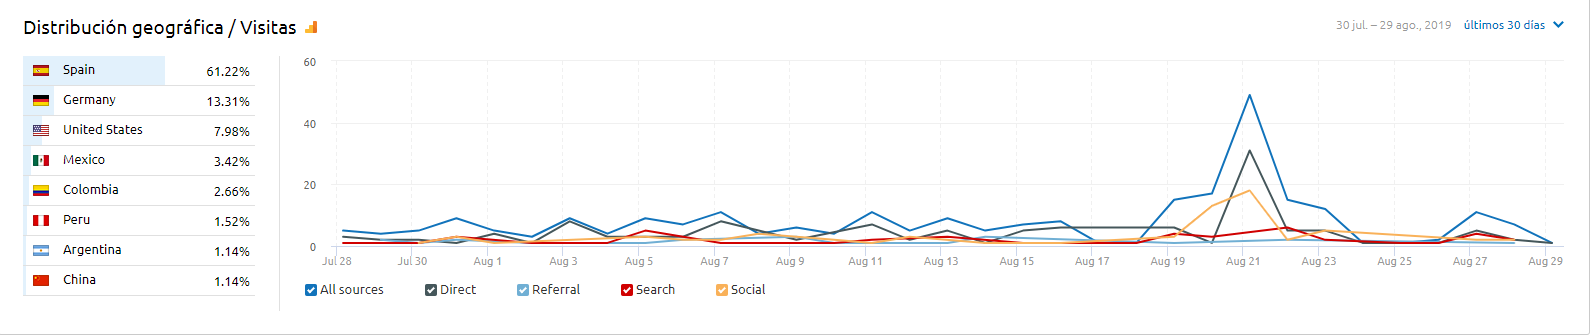 Distribución geográfica / Visitas
30 jul. – 29 ago., 2019 últimos 30 días
Spain 61.22%
Germany 13.31%
United States 7.98%
Mexico 3.42%
Colombia 2.66%
Peru 1.52%
Argentina 1.14%
China 1.14%
60
40
20
0
Jul 28 Jul 30 Aug 1 Aug 3 Aug 5 Aug 7 Aug 9 Aug 11 Aug 13 Aug 15 Aug 17 Aug 19 Aug 21 Aug 23 Aug 25 Aug 27 Aug 29
All sources Direct Referral Search Social